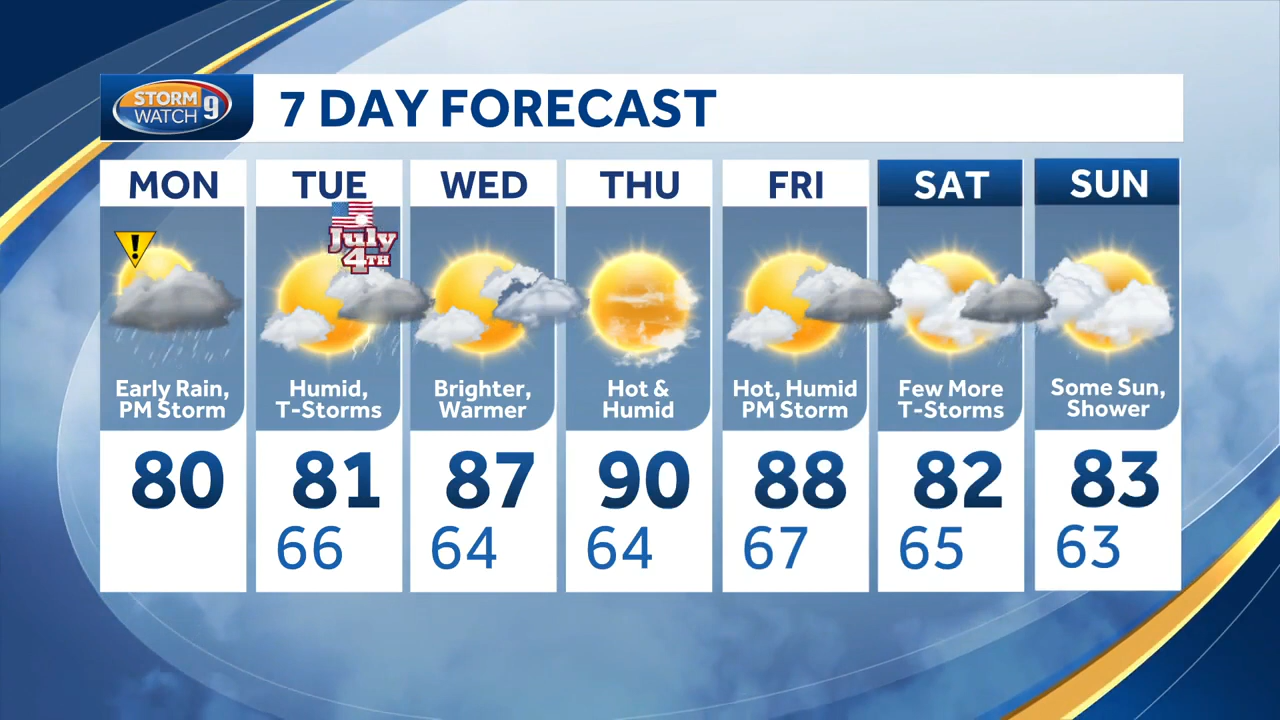 STORM
WATCH 9
7 DAY FORECAST
MON TUE WED THU FRI SAT SUN
!
July
4TH
Early Rain,
PM Storm
Humid,
T-Storms
Brighter,
Warmer
Hot &
Humid
Hot, Humid
PM Storm
Few More
T-Storms
Some Sun,
Shower
80 81 87 90 88 82 83
66 64 64 67 65 63